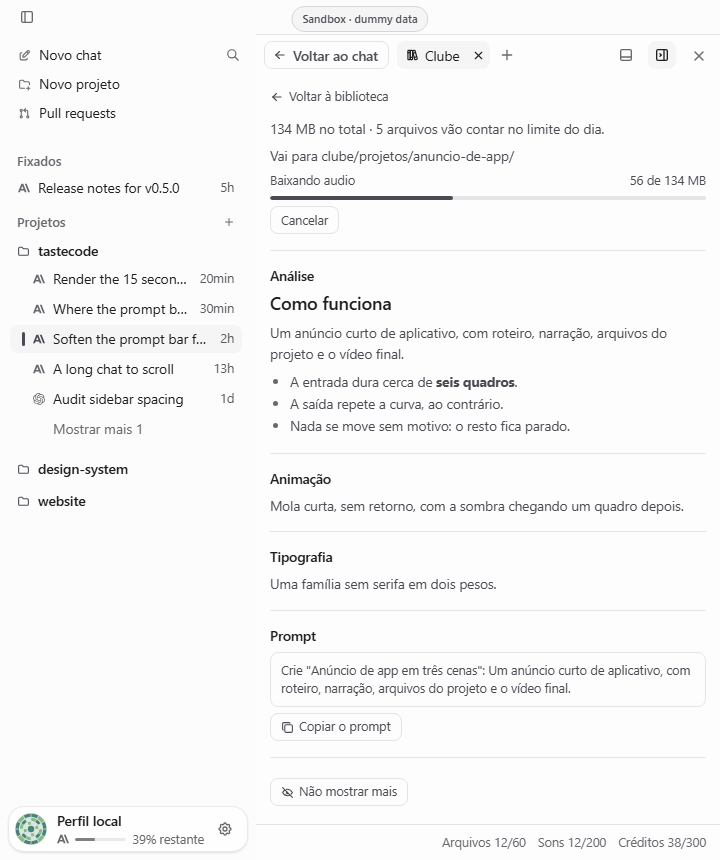 Sandbox · dummy data
Novo chat
Novo projeto
Pull requests
Fixados
Release notes for v0.5.0 5h
Projetos
tastecode
Render the 15 secon... 20min
Where the prompt b... 30min
Soften the prompt bar f... 2h
A long chat to scroll 13h
Audit sidebar spacing 1d
Mostrar mais 1
design-system
website
Perfil local
39% restante
Voltar ao chat
Clube
Voltar à biblioteca
134 MB no total · 5 arquivos vão contar no limite do dia.
Vai para clube/projetos/anuncio-de-app/
Baixando audio 56 de 134 MB
Cancelar
Análise
Como funciona
Um anúncio curto de aplicativo, com roteiro, narração, arquivos do
projeto e o vídeo final.
A entrada dura cerca de seis quadros.
A saída repete a curva, ao contrário.
Nada se move sem motivo: o resto fica parado.
Animação
Mola curta, sem retorno, com a sombra chegando um quadro depois.
Tipografia
Uma família sem serifa em dois pesos.
Prompt
Crie "Anúncio de app em três cenas": Um anúncio curto de aplicativo, com
roteiro, narração, arquivos do projeto e o vídeo final.
Copiar o prompt
Não mostrar mais
Arquivos 12/60 Sons 12/200 Créditos 38/300